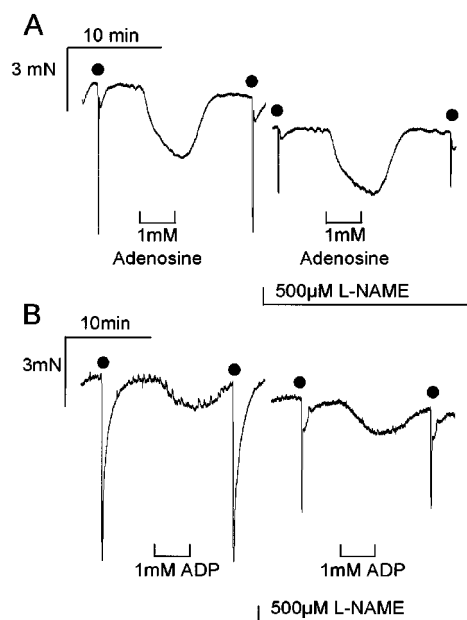 A
10 min
3 mN
1mM
Adenosine
1mM
Adenosine
500µM L-NAME
B
10min
3mN
1mM ADP
1mM ADP
500µM L-NAME